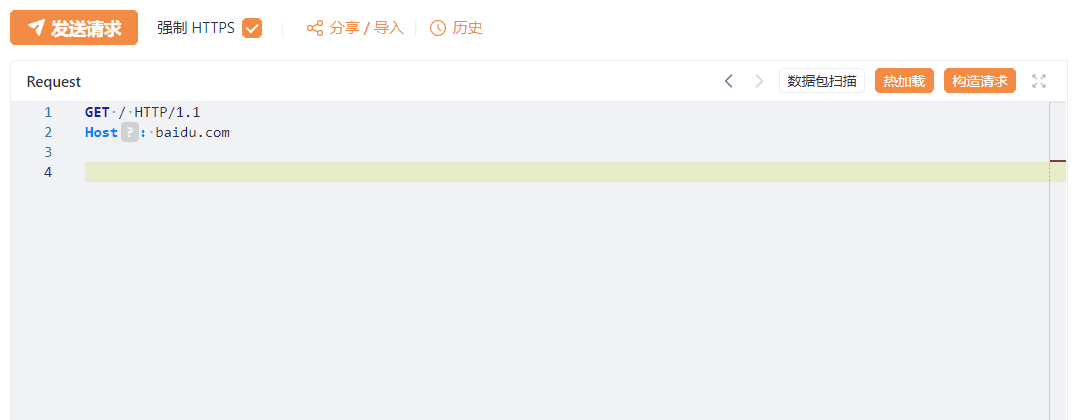 发送请求 强制 HTTPS 分享 / 导入 历史
Request 数据包扫描 热加载 构造请求
1 GET / HTTP/1.1
2 Host?: baidu.com
3
4